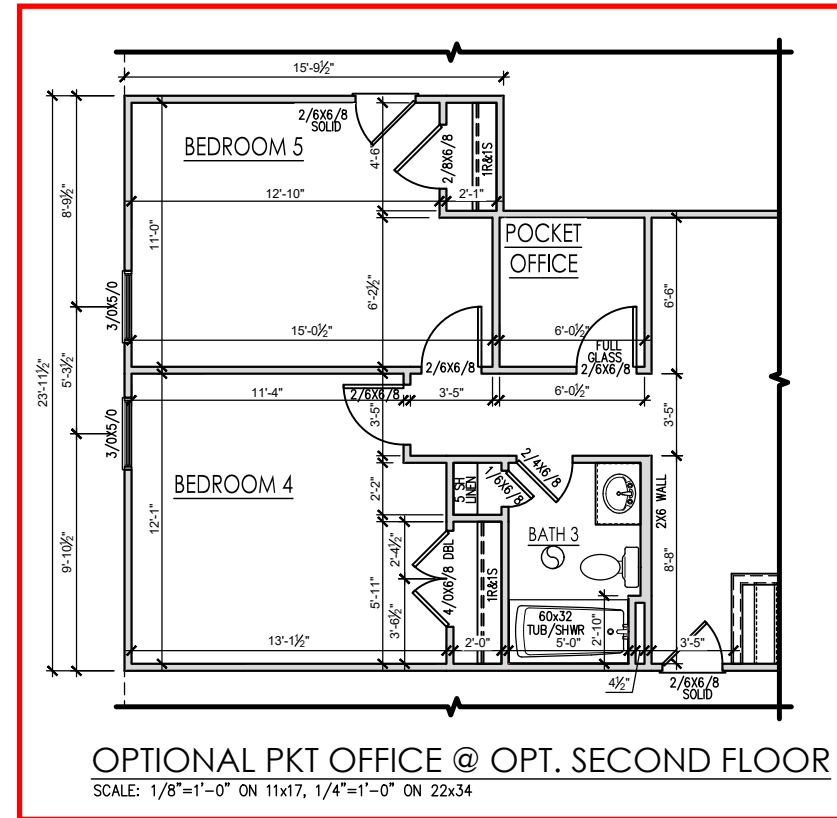 15'-9½"
2/6X6/8
SOLID
BEDROOM 5
4'-6"
2/8X6/8
1R&1S
12'-10"
2'-1"
8'-9½"
11'-0"
POCKET
OFFICE
6'-2½"
6'-6"
3/0X5/0
15'-0½"
6'-0½"
FULL
GLASS
2/6X6/8
2/6X6/8
23'-11½"
5'-3½"
11'-4"
2/6X6/8
3'-5"
3'-5"
6'-0½"
3'-5"
3/0X5/0
BEDROOM 4
2'-2"
5 SH
LINEN
1/6X6/8
2/4X6/8
2X6 WALL
12'-1"
BATH 3
9'-10½"
2'-4½"
4/0X6/8 DBL
1R&1S
8'-8"
5'-11"
3'-6½"
60x32
TUB/SHWR
2'-10"
13'-1½"
2'-0"
5'-0"
3'-5"
4½"
2/6X6/8
SOLID
OPTIONAL PKT OFFICE @ OPT. SECOND FLOOR
SCALE: 1/8"=1'-0" ON 11x17, 1/4"=1'-0" ON 22x34